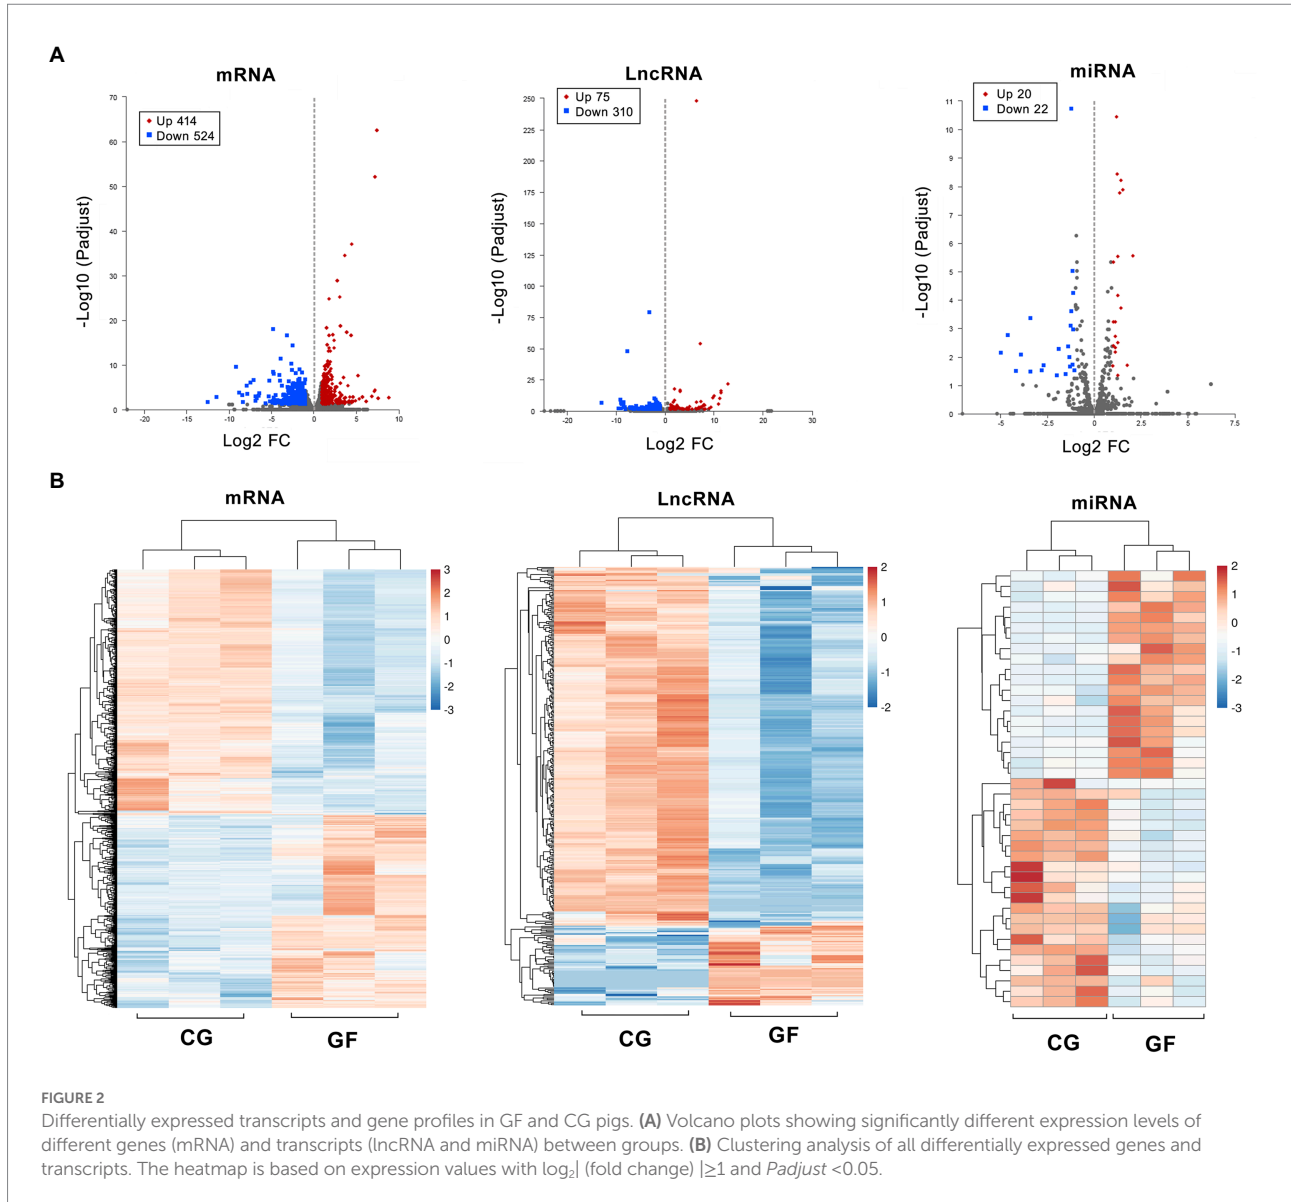 A
mRNA
LncRNA
miRNA
Up 414
Down 524
Up 75
Down 310
Up 20
Down 22
-Log10 (Padjust)
70
60
50
40
30
20
10
0
-20
-15
-10
-5
0
5
10
Log2 FC
-Log10 (Padjust)
250
225
200
175
150
125
100
75
50
25
0
-20
-10
0
10
20
30
Log2 FC
-Log10 (Padjust)
11
10
9
8
7
6
5
4
3
2
1
0
-5
-2.5
0
2.5
5
7.5
Log2 FC
B
mRNA
LncRNA
miRNA
3
2
1
0
-1
-2
-3
2
1
0
-1
-2
2
1
0
-1
-2
-3
CG
GF
CG
GF
CG
GF
FIGURE 2
Differentially expressed transcripts and gene profiles in GF and CG pigs. (A) Volcano plots showing significantly different expression levels of
different genes (mRNA) and transcripts (lncRNA and miRNA) between groups. (B) Clustering analysis of all differentially expressed genes and
transcripts. The heatmap is based on expression values with log₂| (fold change) |≥1 and Padjust <0.05.